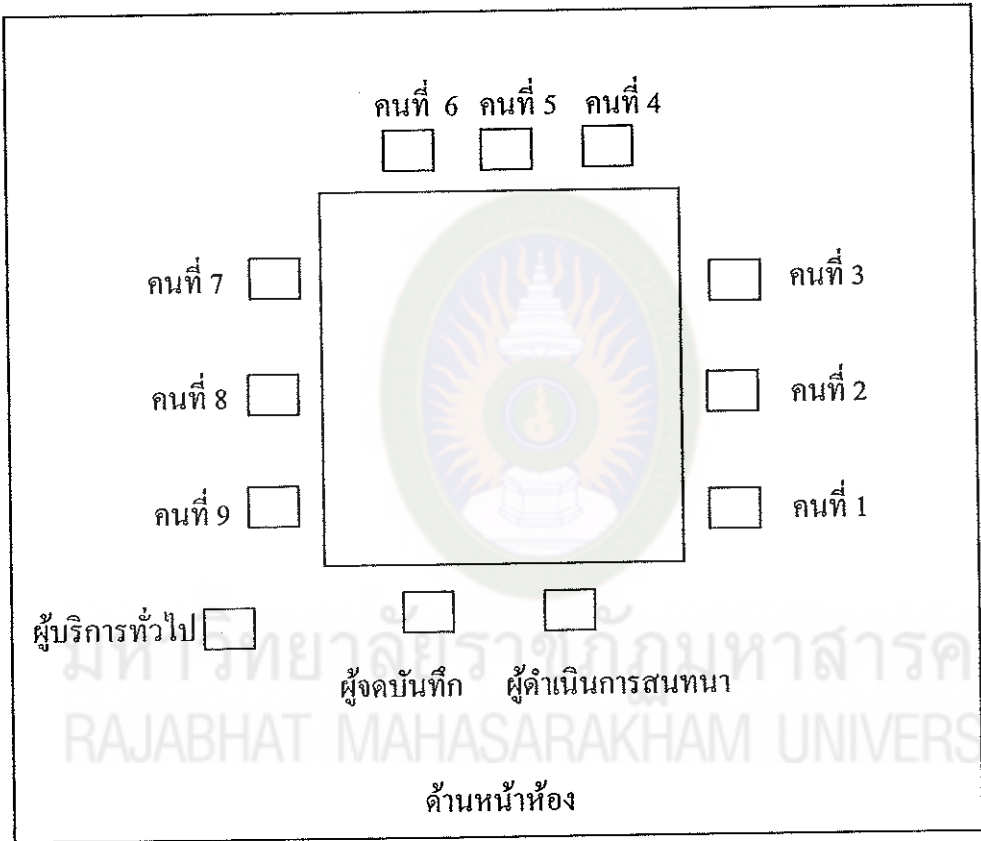 คนที่ 6 คนที่ 5 คนที่ 4
คนที่ 7
คนที่ 3
คนที่ 8
คนที่ 2
คนที่ 9
คนที่ 1
ผู้บริการทั่วไป
ผู้จดบันทึก ผู้ดำเนินการสนทนา
มหาวิทยาลัยราชภัฏมหาสารค
RAJABHAT MAHASARAKHAM UNIVERS
ด้านหน้าห้อง